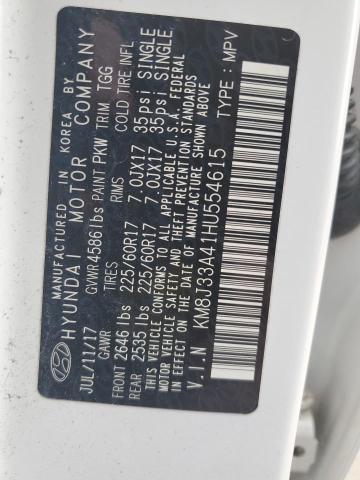 MANUFACTURED IN KOREA BY
HYUNDAI MOTOR COMPANY
JUL/11/17 GVWR 4586 lbs PAINT PKW TRIM TGG
GAWR TIRES RIMS COLD TIRE INFL
FRONT 2646 lbs 225/60R17 7.0JX17 35psi SINGLE
REAR 2535 lbs 225/60R17 7.0JX17 35psi SINGLE
THIS VEHICLE CONFORMS TO ALL APPLICABLE U.S.A. FEDERAL
MOTOR VEHICLE SAFETY AND THEFT PREVENTION STANDARDS
IN EFFECT ON THE DATE OF MANUFACTURE SHOWN ABOVE.
V.I.N KM8J33A41HU554615 TYPE : MPV